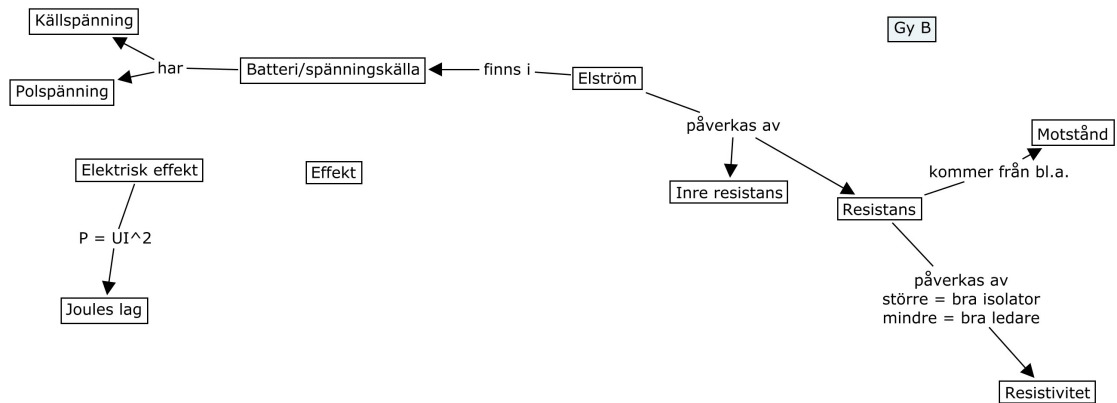 Källspänning
Gy B
har
Batteri/spänningskälla
finns i
Elström
Polspänning
påverkas av
Motstånd
Elektrisk effekt
Effekt
kommer från bl.a.
Inre resistans
Resistans
P = UI^2
påverkas av
större = bra isolator
mindre = bra ledare
Joules lag
Resistivitet